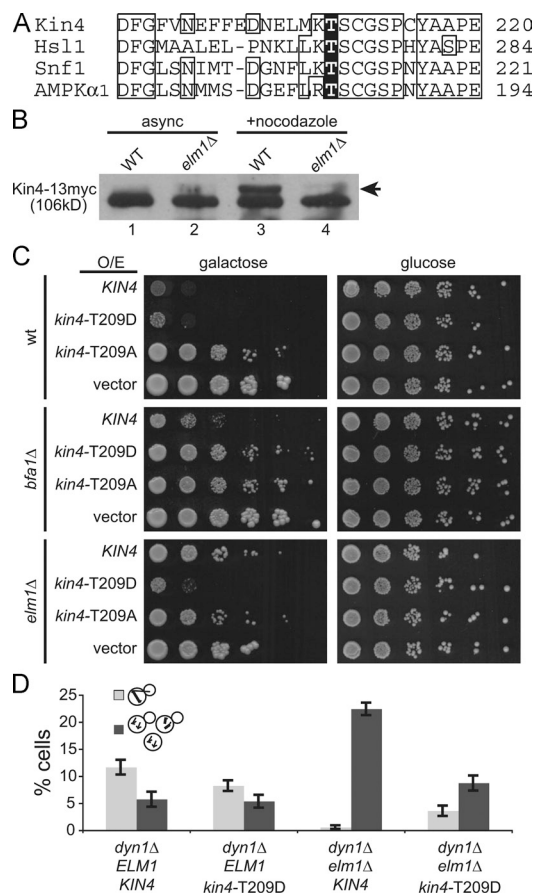 A
Kin4 DFGFVNEFFEDNELMKTSCGSPCYAAPE 220
Hsl1 DFGMAALEL-PNKLLKTSCGSPHYASPE 284
Snf1 DFGLSNIMT-DGNFLKTSCGSPNYAAPE 221
AMPKα1 DFGLSNMMS-DGEFLRTSCGSPNYAAPE 194
B
async +nocodazole
WT elm1Δ WT elm1Δ
Kin4-13myc
(106kD)
1 2 3 4
C
O/E galactose glucose
wt
KIN4
kin4-T209D
kin4-T209A
vector
bfa1Δ
KIN4
kin4-T209D
kin4-T209A
vector
elm1Δ
KIN4
kin4-T209D
kin4-T209A
vector
D
% cells
25
20
15
10
5
0
dyn1Δ dyn1Δ dyn1Δ dyn1Δ
ELM1 ELM1 elm1Δ elm1Δ
KIN4 kin4-T209D KIN4 kin4-T209D